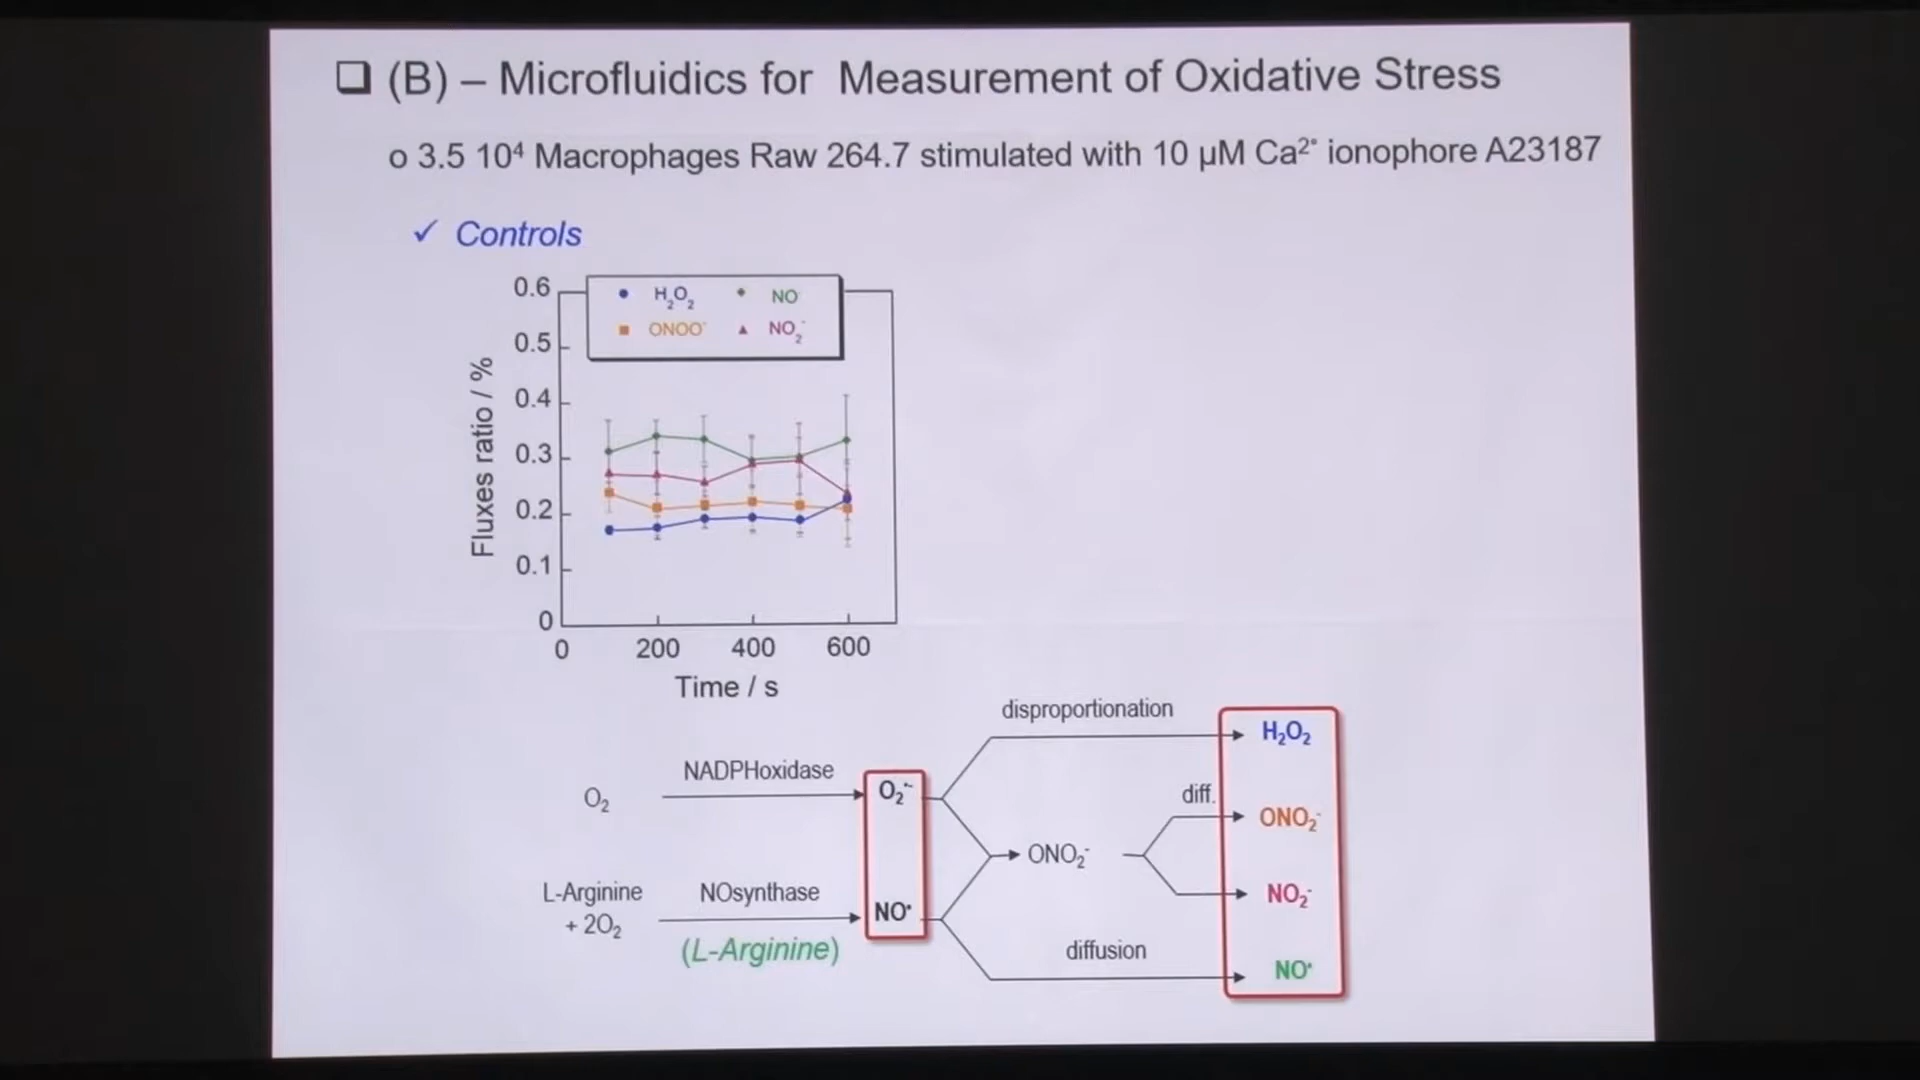 ❑ (B) – Microfluidics for Measurement of Oxidative Stress
o 3.5 10⁴ Macrophages Raw 264.7 stimulated with 10 µM Ca²⁺ ionophore A23187
✓ Controls
0.6
0.5
0.4
0.3
0.2
0.1
0
Fluxes ratio / %
H₂O₂ NO
ONOO⁻ NO₂⁻
0 200 400 600
Time / s
disproportionation
H₂O₂
NADPHoxidase
O₂ O₂•⁻
diff.
ONO₂⁻
ONO₂⁻
L-Arginine NOsynthase
NO₂⁻
+ 2O₂ NO•
(L-Arginine) diffusion
NO•